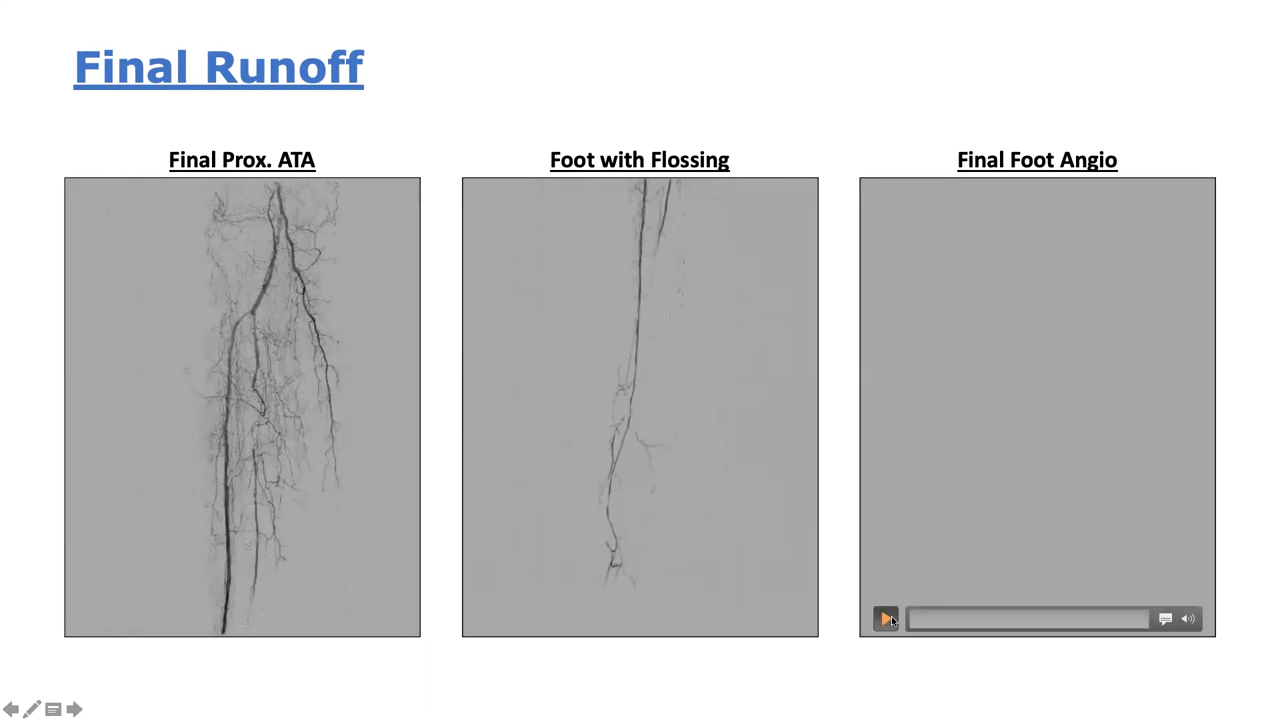 Final Runoff
Final Prox. ATA
Foot with Flossing
Final Foot Angio